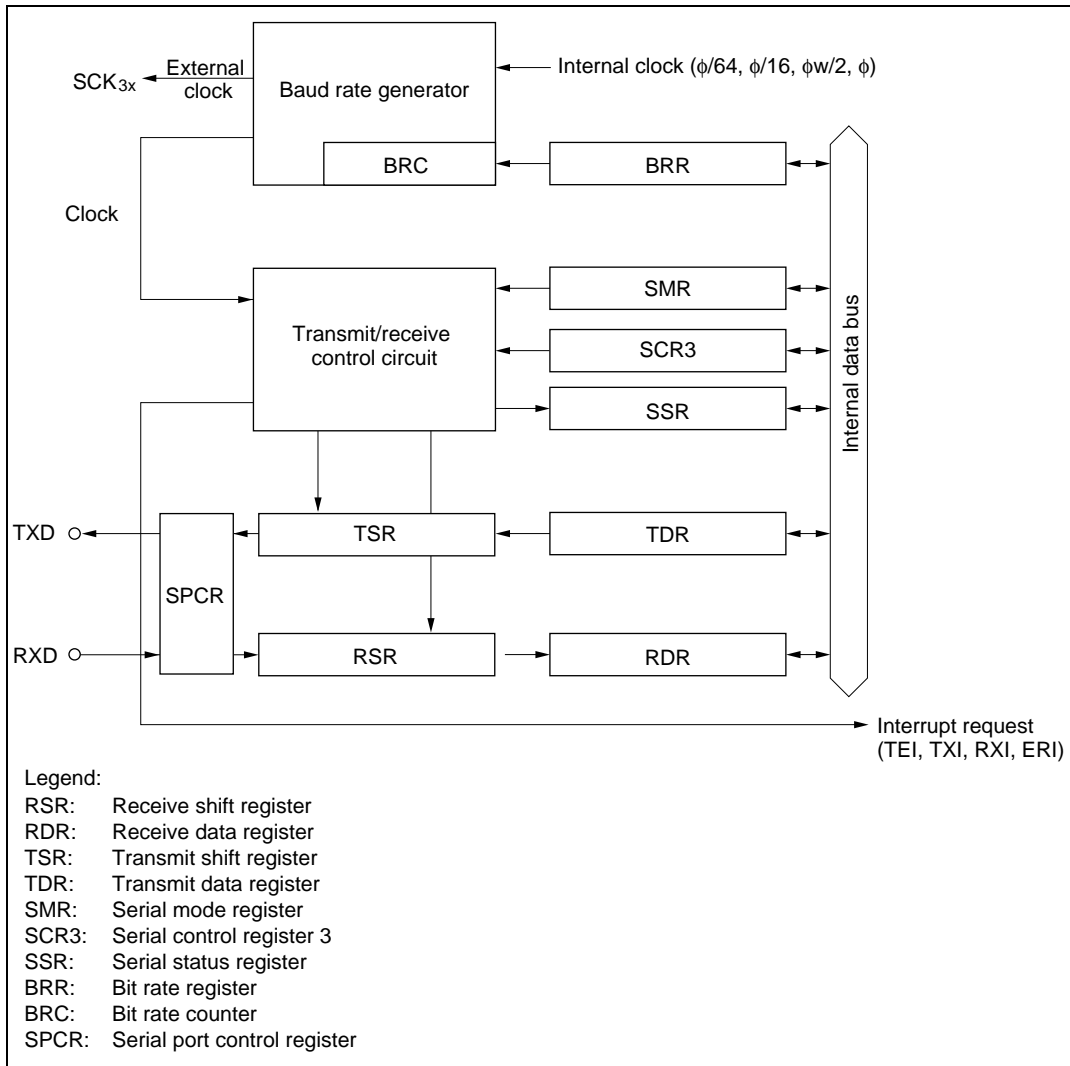 SCK3x
External
clock
Baud rate generator
Internal clock (ϕ/64, ϕ/16, ϕw/2, ϕ)
BRC
BRR
Clock
Transmit/receive
control circuit
SMR
SCR3
SSR
Internal data bus
TXD
TSR
TDR
SPCR
RXD
RSR
RDR
Interrupt request
(TEI, TXI, RXI, ERI)
Legend:
RSR: Receive shift register
RDR: Receive data register
TSR: Transmit shift register
TDR: Transmit data register
SMR: Serial mode register
SCR3: Serial control register 3
SSR: Serial status register
BRR: Bit rate register
BRC: Bit rate counter
SPCR: Serial port control register